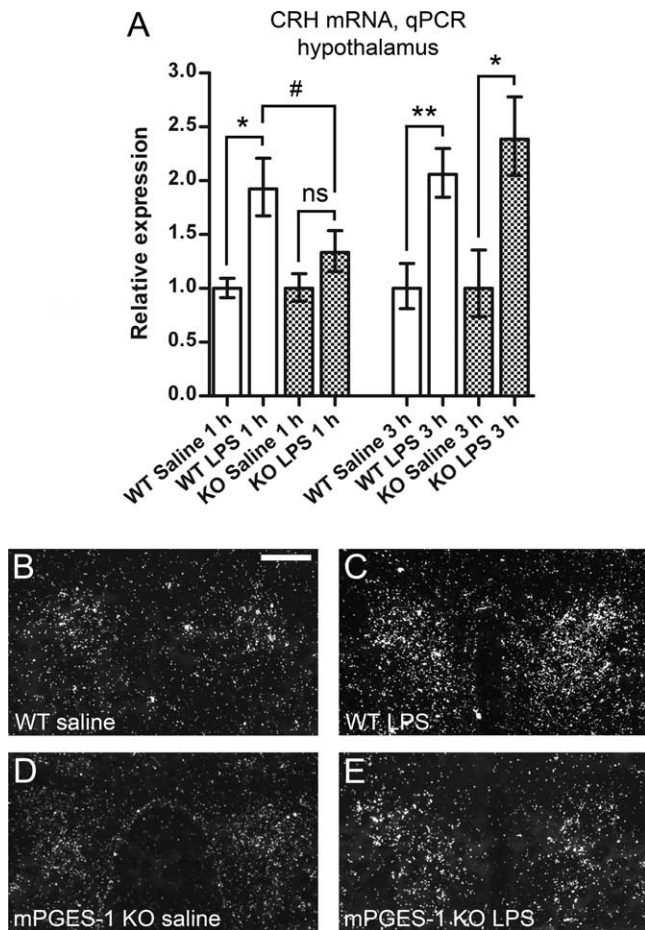 A
CRH mRNA, qPCR
hypothalamus
Relative expression
3.0
2.5
2.0
1.5
1.0
0.5
0.0
*
#
ns
**
*
WT Saline 1 h
WT LPS 1 h
KO Saline 1 h
KO LPS 1 h
WT Saline 3 h
WT LPS 3 h
KO Saline 3 h
KO LPS 3 h
B
WT saline
C
WT LPS
D
mPGES-1 KO saline
E
mPGES-1 KO LPS